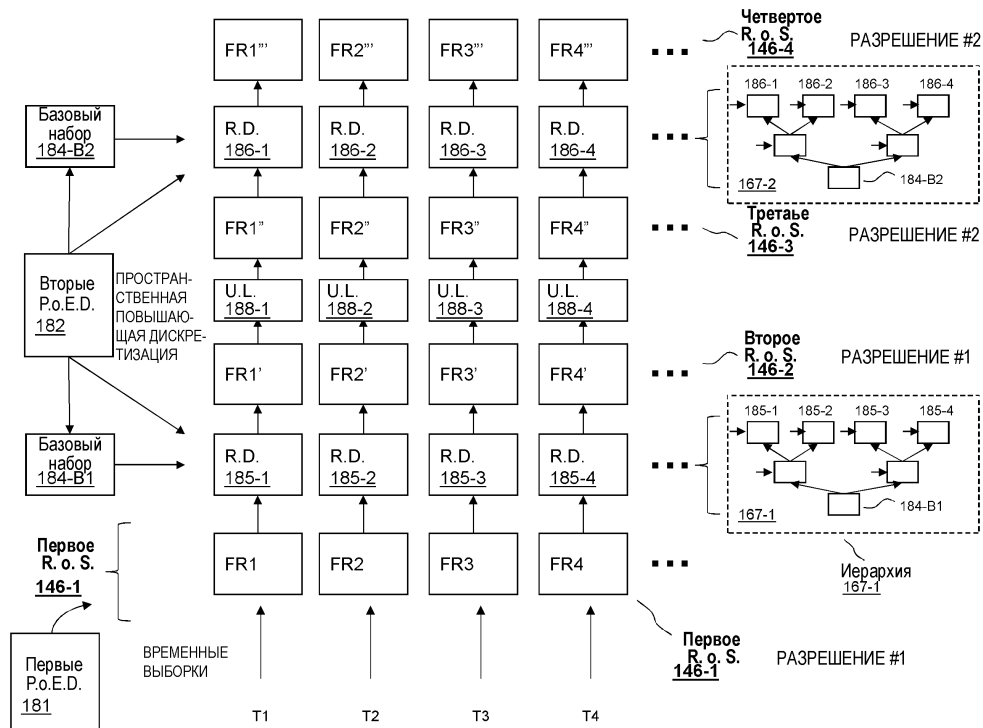 FR1''' FR2''' FR3''' FR4'''
Четвертое
R. o. S.
146-4
РАЗРЕШЕНИЕ #2
Базовый
набор
184-B2
R.D.
186-1
R.D.
186-2
R.D.
186-3
R.D.
186-4
186-1 186-2 186-3 186-4
167-2
184-B2
FR1'' FR2'' FR3'' FR4''
Третаье
R. o. S.
146-3
РАЗРЕШЕНИЕ #2
Вторые
P.o.E.D.
182
ПРОСТРАН-
СТВЕННАЯ
ПОВЫШАЮ-
ЩАЯ ДИСКРЕ-
ТИЗАЦИЯ
U.L.
188-1
U.L.
188-2
U.L.
188-3
U.L.
188-4
FR1' FR2' FR3' FR4'
Второе
R. o. S.
146-2
РАЗРЕШЕНИЕ #1
Базовый
набор
184-B1
R.D.
185-1
R.D.
185-2
R.D.
185-3
R.D.
185-4
185-1 185-2 185-3 185-4
167-1
184-B1
Первое
R. o. S.
146-1
FR1 FR2 FR3 FR4
Иерархия
167-1
Первые
P.o.E.D.
181
ВРЕМЕННЫЕ
ВЫБОРКИ
Первое
R. o. S.
146-1
РАЗРЕШЕНИЕ #1
T1 T2 T3 T4